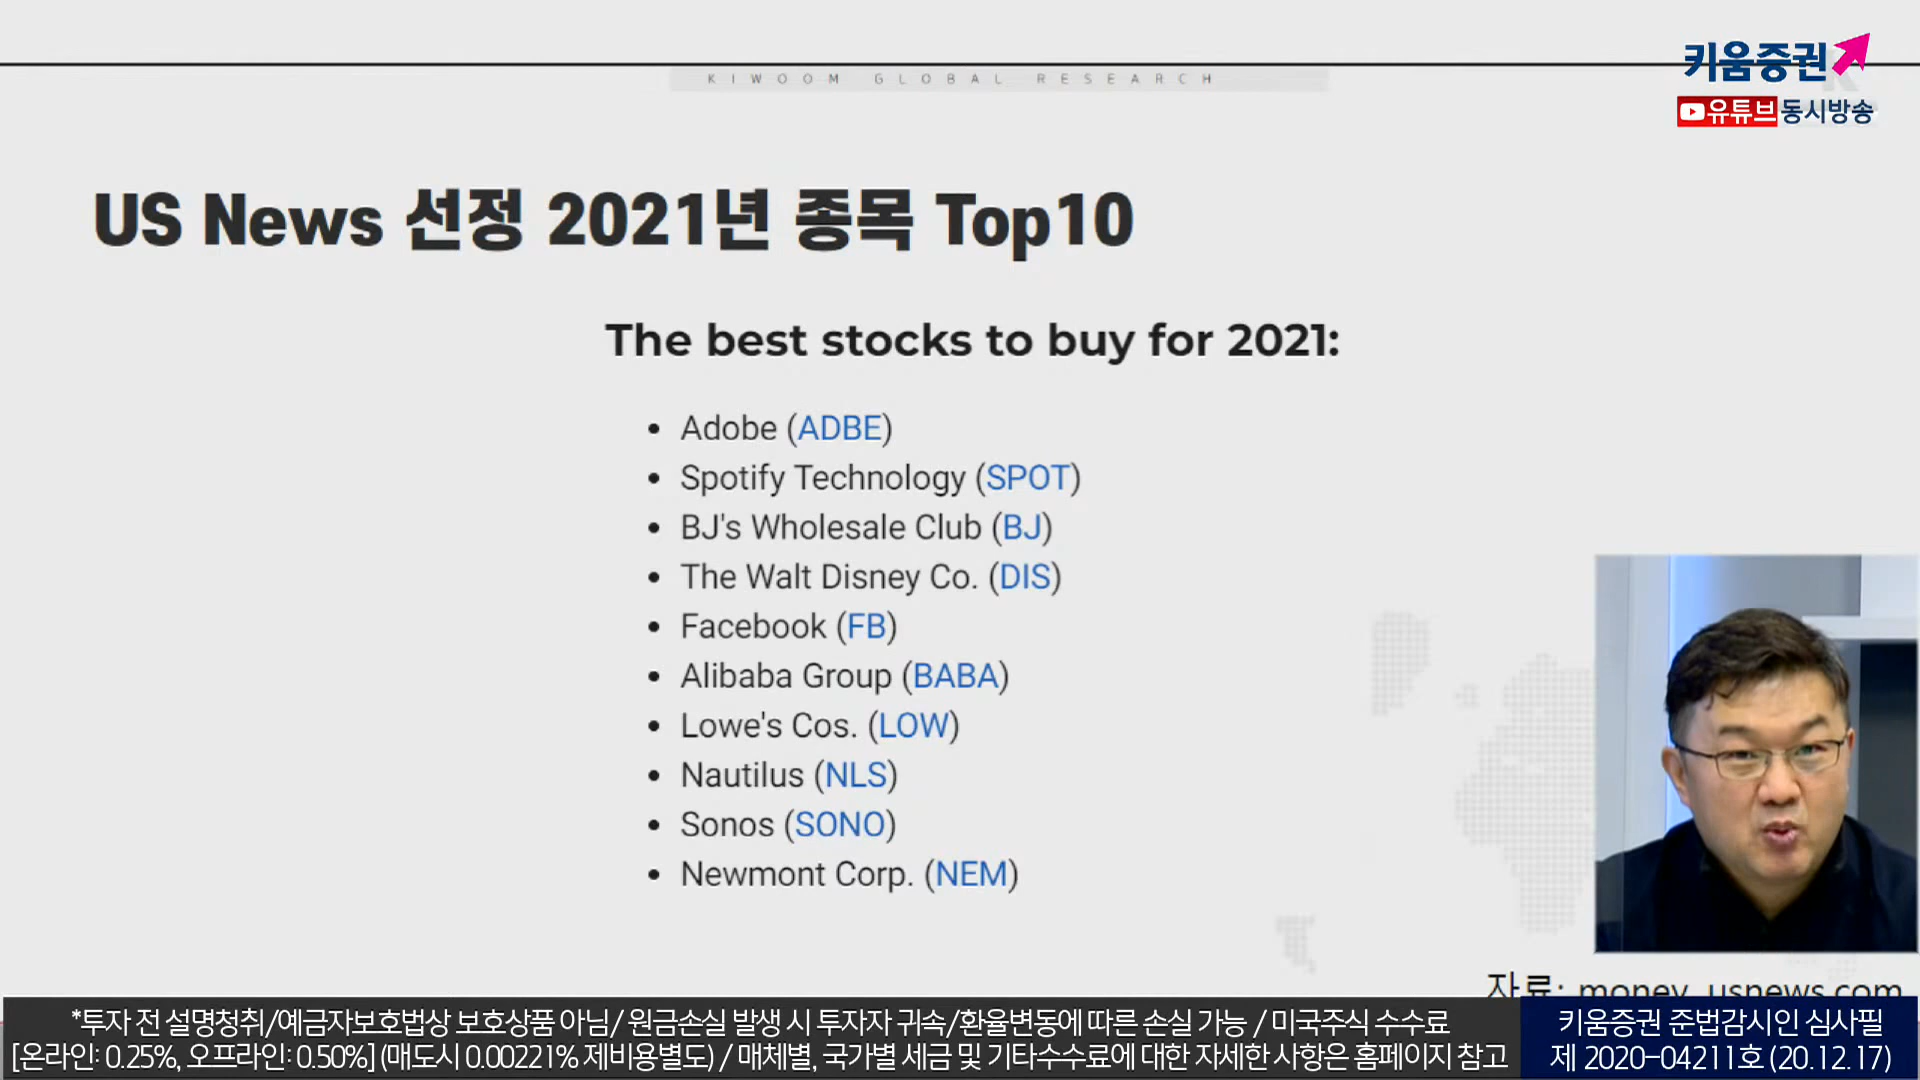 키움증권
KIWOOM GLOBAL RESEARCH
유튜브동시방송
US News 선정 2021년 종목 Top10
The best stocks to buy for 2021:
• Adobe (ADBE)
• Spotify Technology (SPOT)
• BJ's Wholesale Club (BJ)
• The Walt Disney Co. (DIS)
• Facebook (FB)
• Alibaba Group (BABA)
• Lowe's Cos. (LOW)
• Nautilus (NLS)
• Sonos (SONO)
• Newmont Corp. (NEM)
자료: money.usnews.com
*투자 전 설명청취/예금자보호법상 보호상품 아님/ 원금손실 발생 시 투자자 귀속/환율변동에 따른 손실 가능 / 미국주식 수수료
[온라인: 0.25%, 오프라인: 0.50%] (매도시 0.00221% 제비용별도) / 매체별, 국가별 세금 및 기타수수료에 대한 자세한 사항은 홈페이지 참고
키움증권 준법감시인 심사필
제 2020-04211호 (20.12.17)